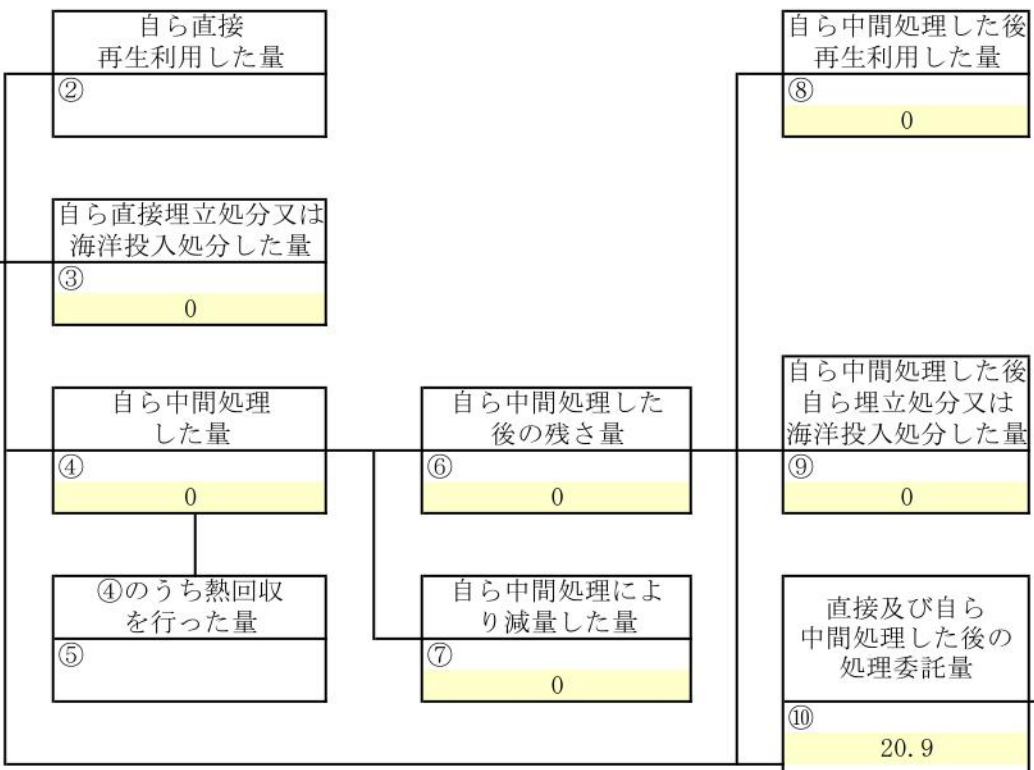 自ら直接
再生利用した量
②
自ら中間処理した後
再生利用した量
⑧
0
自ら直接埋立処分又は
海洋投入処分した量
③
0
自ら中間処理
した量
④
0
自ら中間処理した
後の残さ量
⑥
0
自ら中間処理した後
自ら埋立処分又は
海洋投入処分した量
⑨
0
④のうち熱回収
を行った量
⑤
自ら中間処理によ
り減量した量
⑦
0
直接及び自ら
中間処理した後の
処理委託量
⑩
20.9